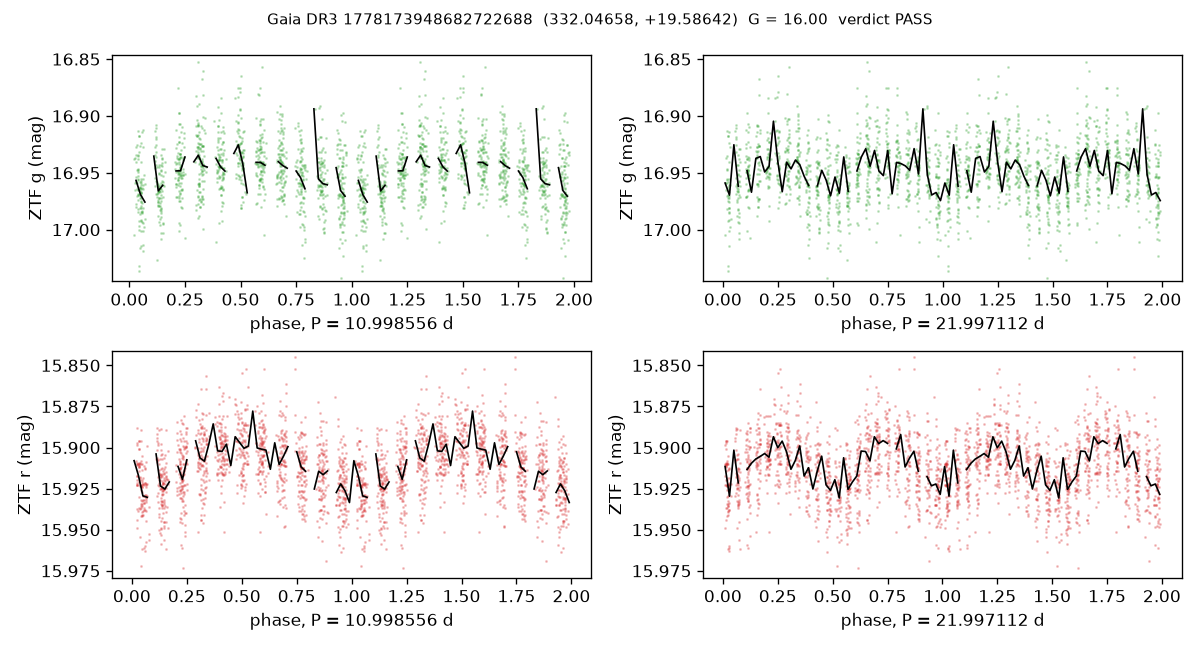 Gaia DR3 1778173948682722688  (332.04658, +19.58642)  G = 16.00  verdict PASS
16.85
16.90
16.95
17.00
ZTF g (mag)
0.00 0.25 0.50 0.75 1.00 1.25 1.50 1.75 2.00
phase, P = 10.998556 d
16.85
16.90
16.95
17.00
ZTF g (mag)
0.00 0.25 0.50 0.75 1.00 1.25 1.50 1.75 2.00
phase, P = 21.997112 d
15.850
15.875
15.900
15.925
15.950
15.975
ZTF r (mag)
0.00 0.25 0.50 0.75 1.00 1.25 1.50 1.75 2.00
phase, P = 10.998556 d
15.850
15.875
15.900
15.925
15.950
15.975
ZTF r (mag)
0.00 0.25 0.50 0.75 1.00 1.25 1.50 1.75 2.00
phase, P = 21.997112 d